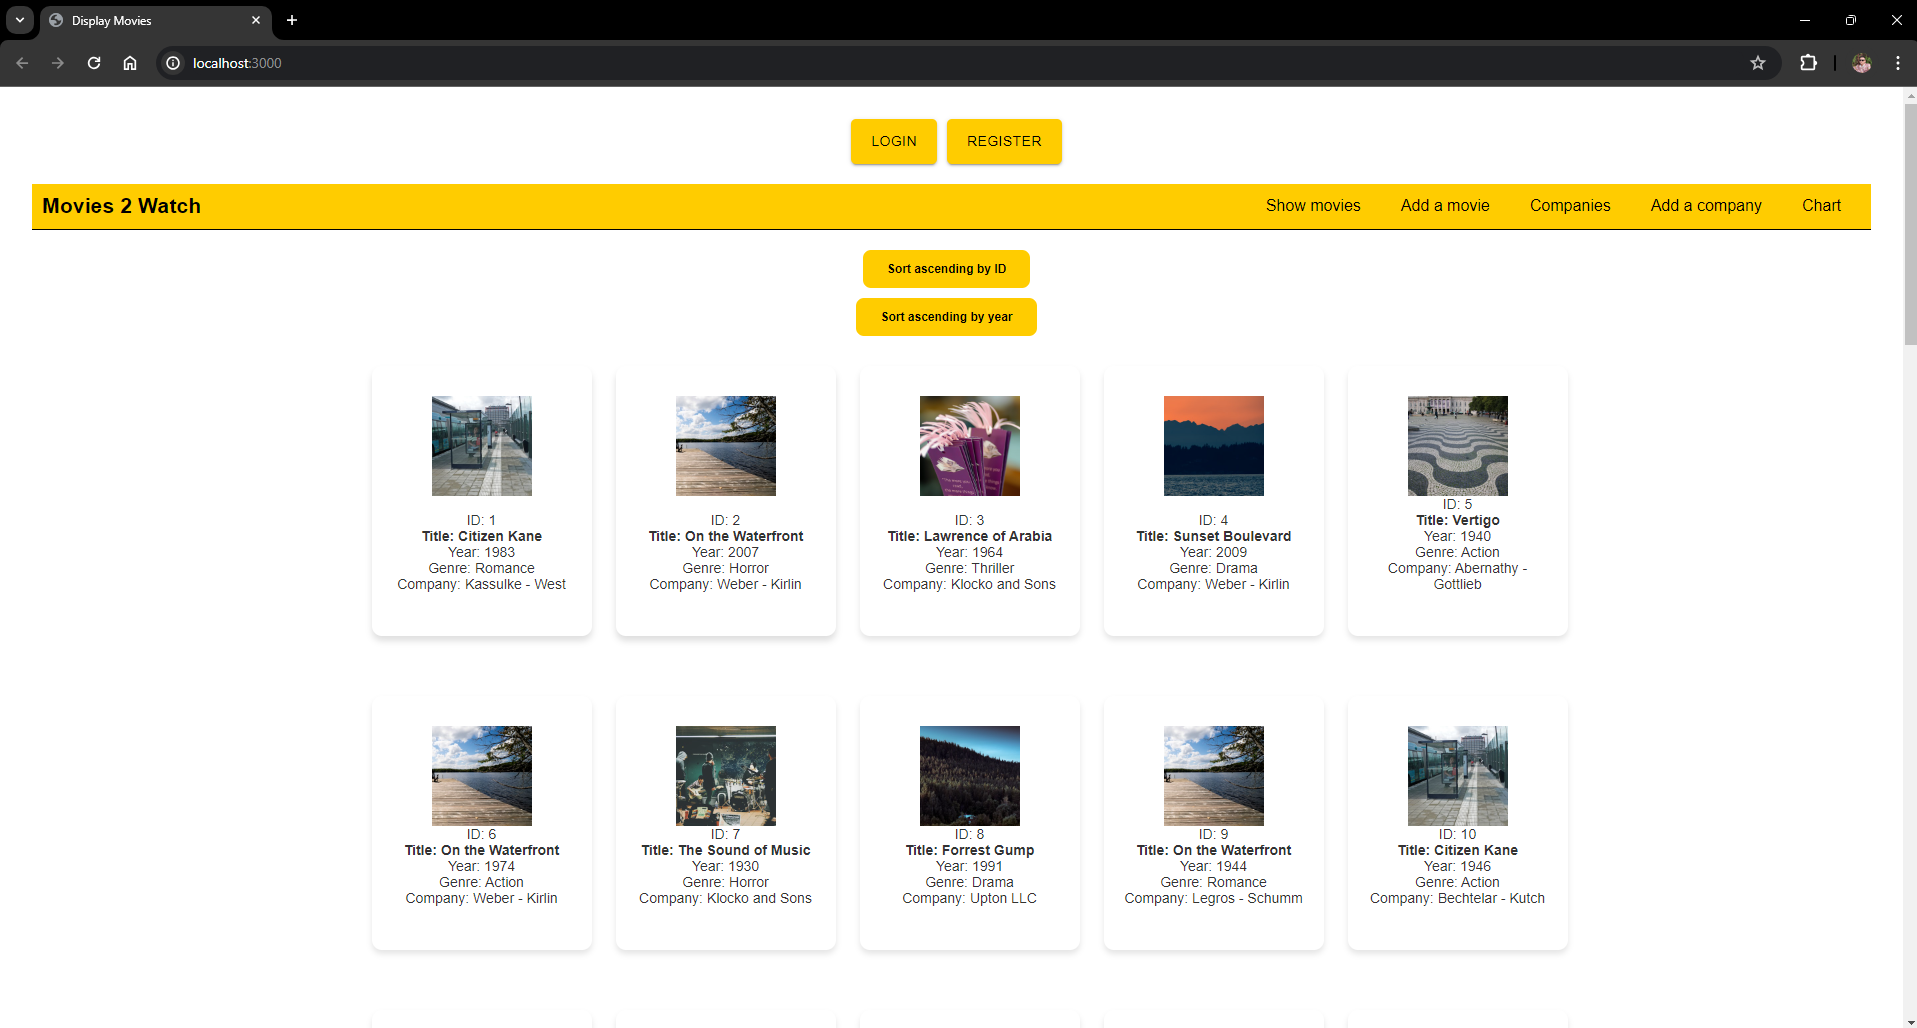 Display Movies
localhost:3000
LOGIN
REGISTER
Movies 2 Watch
Show movies
Add a movie
Companies
Add a company
Chart
Sort ascending by ID
Sort ascending by year
ID: 1
Title: Citizen Kane
Year: 1983
Genre: Romance
Company: Kassulke - West
ID: 2
Title: On the Waterfront
Year: 2007
Genre: Horror
Company: Weber - Kirlin
ID: 3
Title: Lawrence of Arabia
Year: 1964
Genre: Thriller
Company: Klocko and Sons
ID: 4
Title: Sunset Boulevard
Year: 2009
Genre: Drama
Company: Weber - Kirlin
ID: 5
Title: Vertigo
Year: 1940
Genre: Action
Company: Abernathy -
Gottlieb
ID: 6
Title: On the Waterfront
Year: 1974
Genre: Action
Company: Weber - Kirlin
ID: 7
Title: The Sound of Music
Year: 1930
Genre: Horror
Company: Klocko and Sons
ID: 8
Title: Forrest Gump
Year: 1991
Genre: Drama
Company: Upton LLC
ID: 9
Title: On the Waterfront
Year: 1944
Genre: Romance
Company: Legros - Schumm
ID: 10
Title: Citizen Kane
Year: 1946
Genre: Action
Company: Bechtelar - Kutch